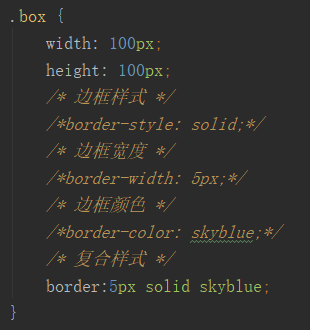 .box {
width: 100px;
height: 100px;
/* 边框样式 */
/*border-style: solid;*/
/* 边框宽度 */
/*border-width: 5px;*/
/* 边框颜色 */
/*border-color: skyblue;*/
/* 复合样式 */
border:5px solid skyblue;
}